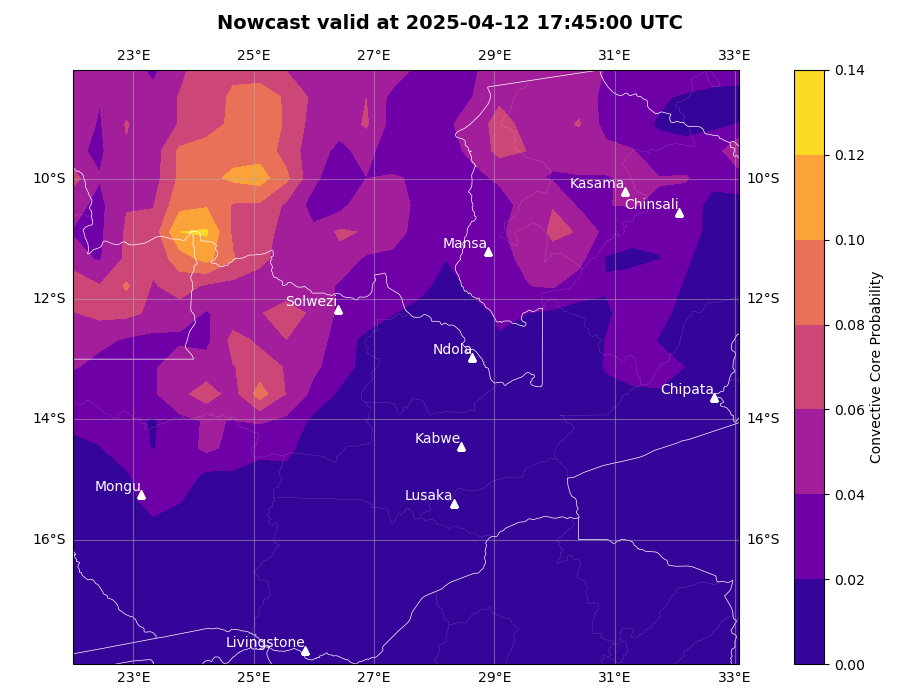 Nowcast valid at 2025-04-12 17:45:00 UTC
23°E 25°E 27°E 29°E 31°E 33°E
0.14
0.12
10°S 10°S
Kasama
Chinsali
Mansa
0.10
12°S 12°S
Solwezi
0.08
Ndola
Chipata
0.06
14°S 14°S
Kabwe
Mongu
Lusaka
0.04
16°S 16°S
0.02
Livingstone
0.00
23°E 25°E 27°E 29°E 31°E 33°E
Convective Core Probability